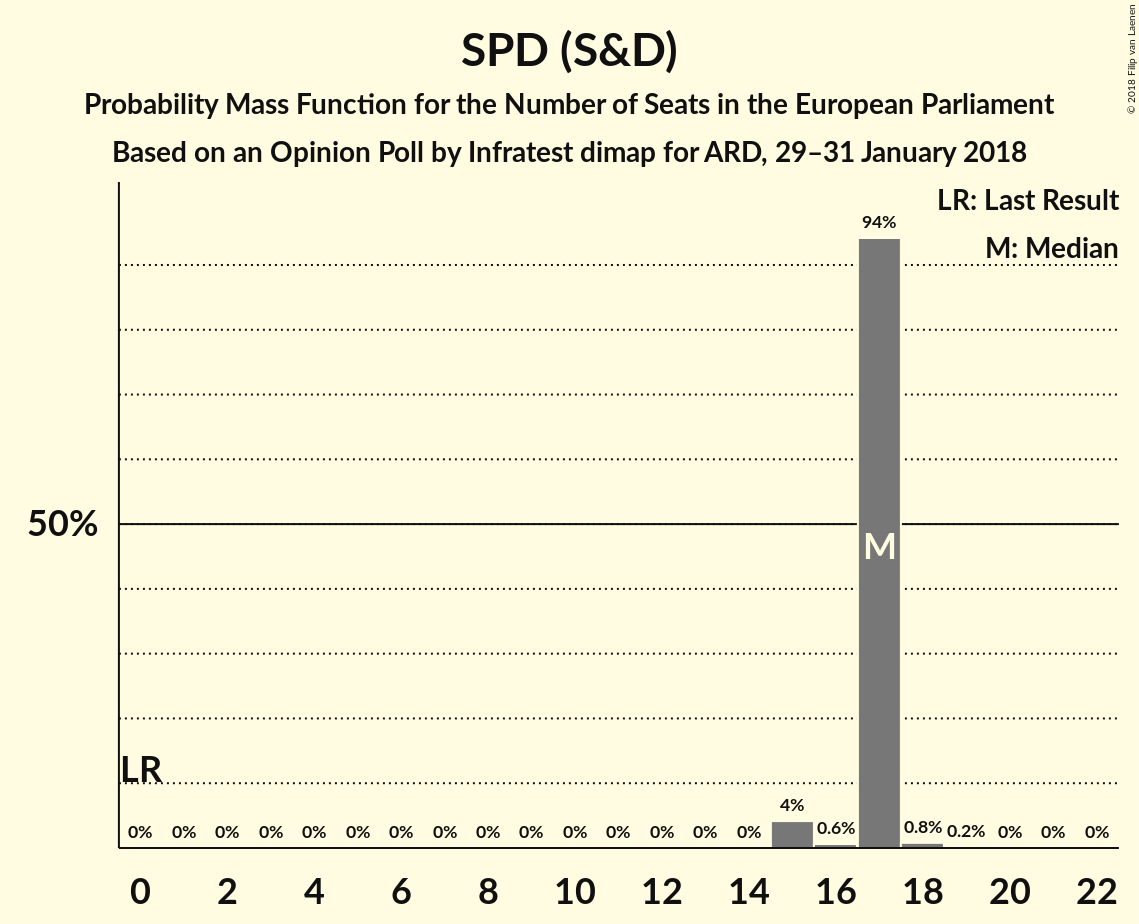 SPD (S&D)
Probability Mass Function for the Number of Seats in the European Parliament
Based on an Opinion Poll by Infratest dimap for ARD, 29–31 January 2018
© 2018 Filip van Laenen
LR: Last Result
M: Median
94%
50%
M
LR
4%
0% 0% 0% 0% 0% 0% 0% 0% 0% 0% 0% 0% 0% 0% 0% 0.6% 0.8% 0.2% 0% 0% 0%
0 2 4 6 8 10 12 14 16 18 20 22